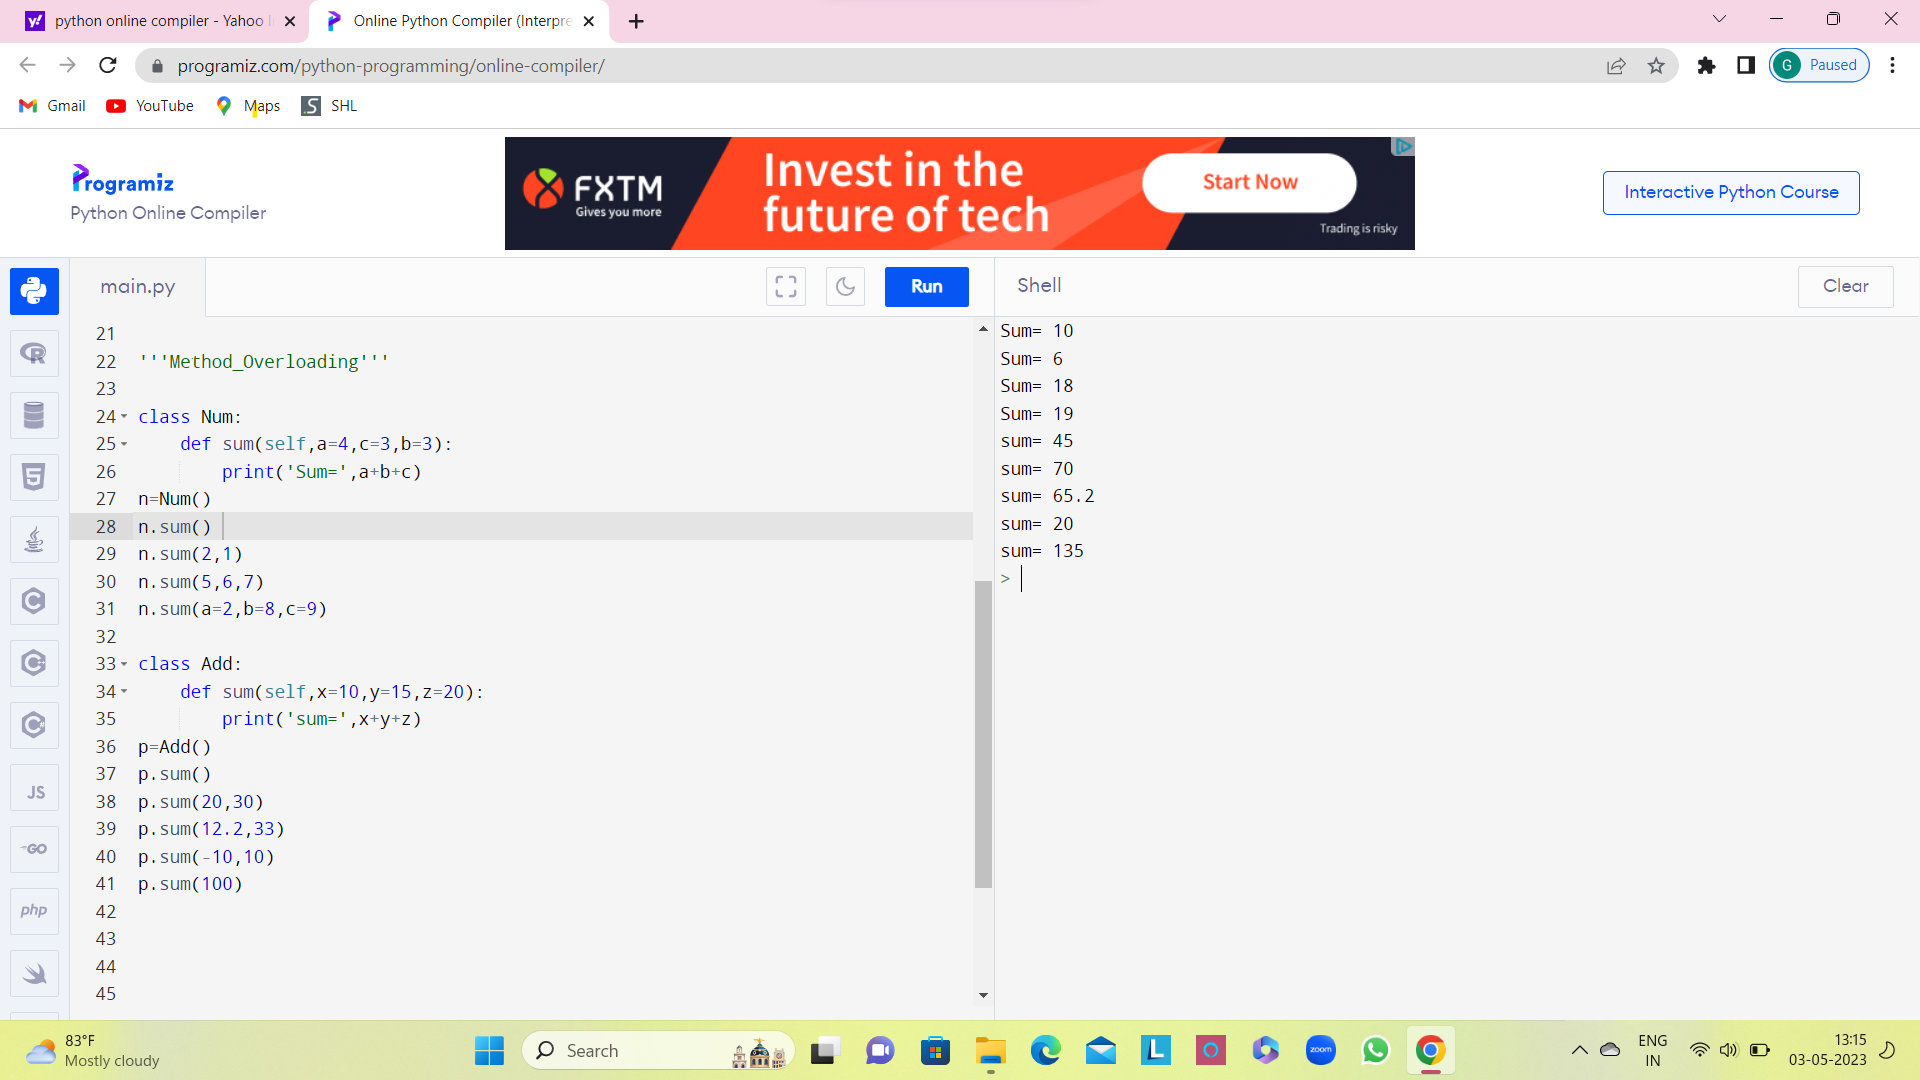 python online compiler - Yahoo
Online Python Compiler (Interpre
programiz.com/python-programming/online-compiler/
G Paused
Gmail YouTube Maps SHL
Programiz
Python Online Compiler
FXTM
Gives you more
Invest in the
future of tech
Start Now
Trading is risky
Interactive Python Course
main.py
Run
Shell
Clear
21
22 '''Method_Overloading'''
23
24 class Num:
25 def sum(self,a=4,c=3,b=3):
26 print('Sum=',a+b+c)
27 n=Num()
28 n.sum()
29 n.sum(2,1)
30 n.sum(5,6,7)
31 n.sum(a=2,b=8,c=9)
32
33 class Add:
34 def sum(self,x=10,y=15,z=20):
35 print('sum=',x+y+z)
36 p=Add()
37 p.sum()
38 p.sum(20,30)
39 p.sum(12.2,33)
40 p.sum(-10,10)
41 p.sum(100)
42
43
44
45
Sum= 10
Sum= 6
Sum= 18
Sum= 19
sum= 45
sum= 70
sum= 65.2
sum= 20
sum= 135
>
R
5
C
C
C
JS
GO
php
83°F
Mostly cloudy
Search
L
zoom
ENG
IN
13:15
03-05-2023